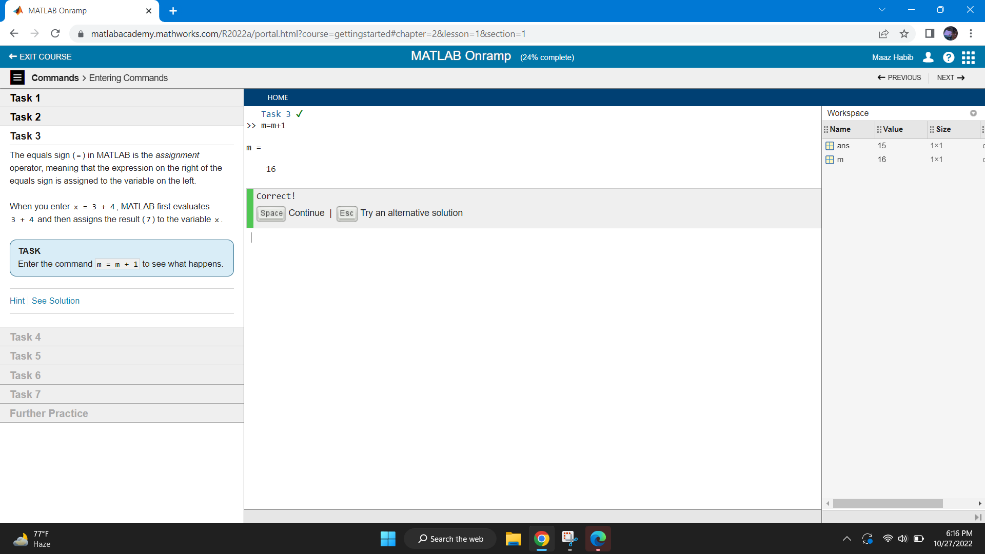 MATLAB Onramp
matlabacademy.mathworks.com/R2022a/portal.html?course=gettingstarted#chapter=2&lesson=1&section=1
EXIT COURSE
MATLAB Onramp (24% complete)
Maaz Habib
Commands > Entering Commands
PREVIOUS
NEXT
Task 1
Task 2
Task 3
The equals sign (=) in MATLAB is the assignment
operator, meaning that the expression on the right of the
equals sign is assigned to the variable on the left.
When you enter x = 3 + 4, MATLAB first evaluates
3 + 4 and then assigns the result (7) to the variable x.
TASK
Enter the command m = m + 1 to see what happens.
Hint See Solution
Task 4
Task 5
Task 6
Task 7
Further Practice
HOME
Task 3 ✓
>> m=m+1
m =
16
Correct!
Space Continue | Esc Try an alternative solution
Workspace
Name Value Size
ans 15 1×1
m 16 1×1
77°F
Haze
Search the web
6:16 PM
10/27/2022